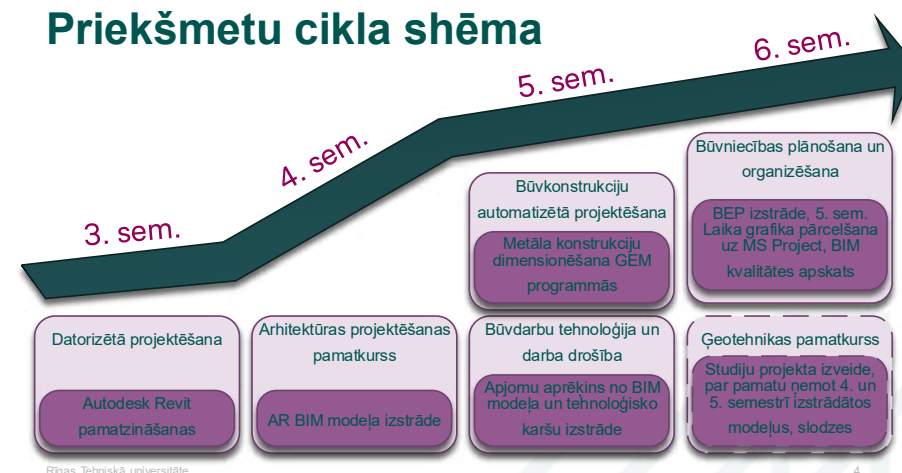 Priekšmetu cikla shēma
3. sem.
4. sem.
5. sem.
6. sem.
Datorizētā projektēšana
Autodesk Revit
pamatzināšanas
Arhitektūras projektēšanas
pamatkurss
AR BIM modeļa izstrāde
Būvkonstrukciju
automatizētā projektēšana
Metāla konstrukciju
dimensionēšana GEM
programmās
Būvdarbu tehnoloģija un
darba drošība
Apjomu aprēķins no BIM
modeļa un tehnoloģisko
karšu izstrāde
Būvniecības plānošana un
organizēšana
BEP izstrāde, 5. sem.
Laika grafika pārcelšana
uz MS Project, BIM
kvalitātes apskats
Ģeotehnikas pamatkurss
Studiju projekta izveide,
par pamatu ņemot 4. un
5. semestrī izstrādātos
modeļus, slodzes
Rīgas Tehniskā universitāte
4